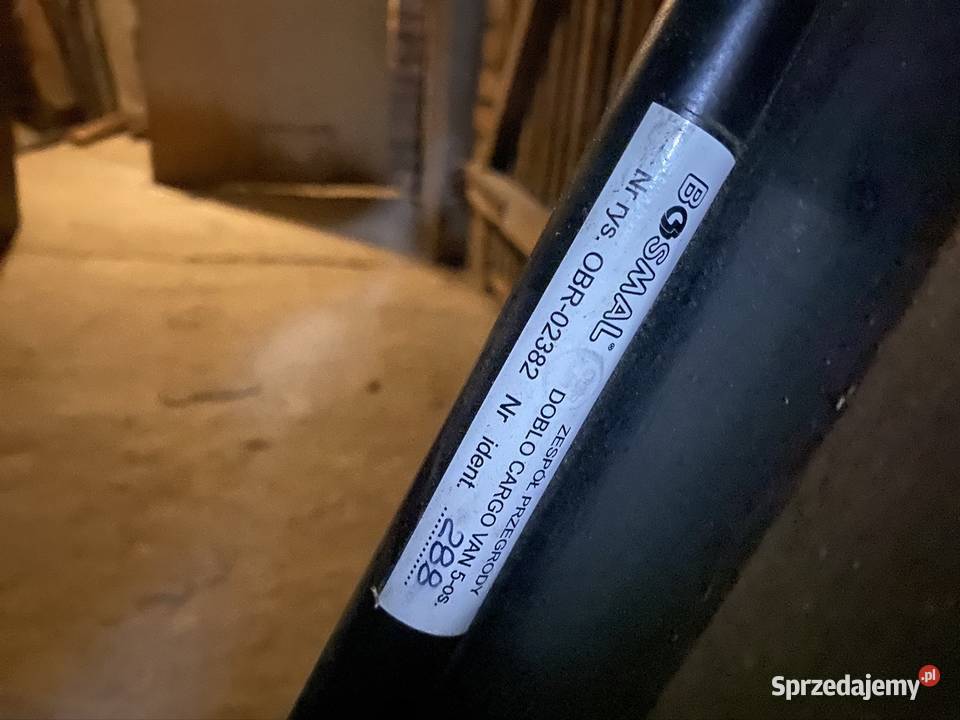 BOSMAL®
ZESPÓŁ PRZEGRODY
DOBLO CARGO VAN 5-os.
Nr rys. OBR-02382 Nr ident. 288
Sprzedajemy.pl